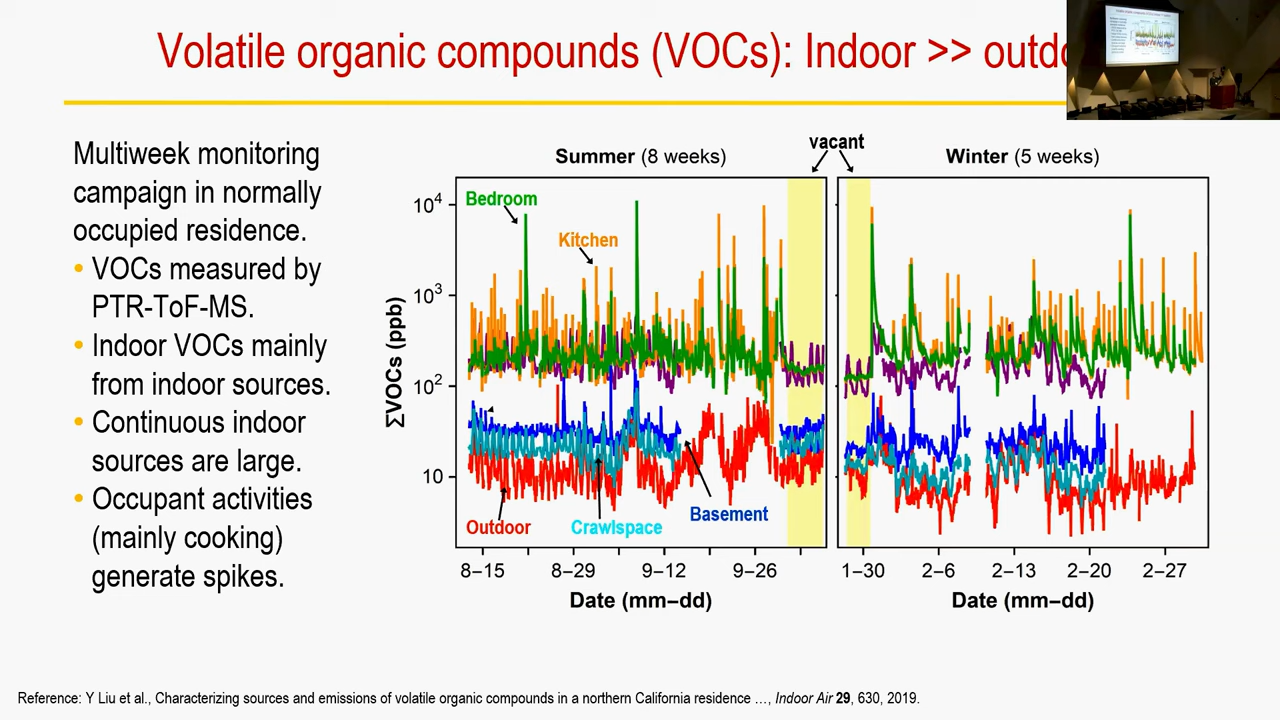 Volatile organic compounds (VOCs): Indoor >> outdo
Multiweek monitoring
campaign in normally
occupied residence.
• VOCs measured by
PTR-ToF-MS.
• Indoor VOCs mainly
from indoor sources.
• Continuous indoor
sources are large.
• Occupant activities
(mainly cooking)
generate spikes.
vacant
Summer (8 weeks)
Winter (5 weeks)
ΣVOCs (ppb)
10⁴
10³
10²
10
Bedroom
Kitchen
Outdoor
Crawlspace
Basement
8–15 8–29 9–12 9–26
1–30 2–6 2–13 2–20 2–27
Date (mm–dd)
Date (mm–dd)
Reference: Y Liu et al., Characterizing sources and emissions of volatile organic compounds in a northern California residence …, Indoor Air 29, 630, 2019.